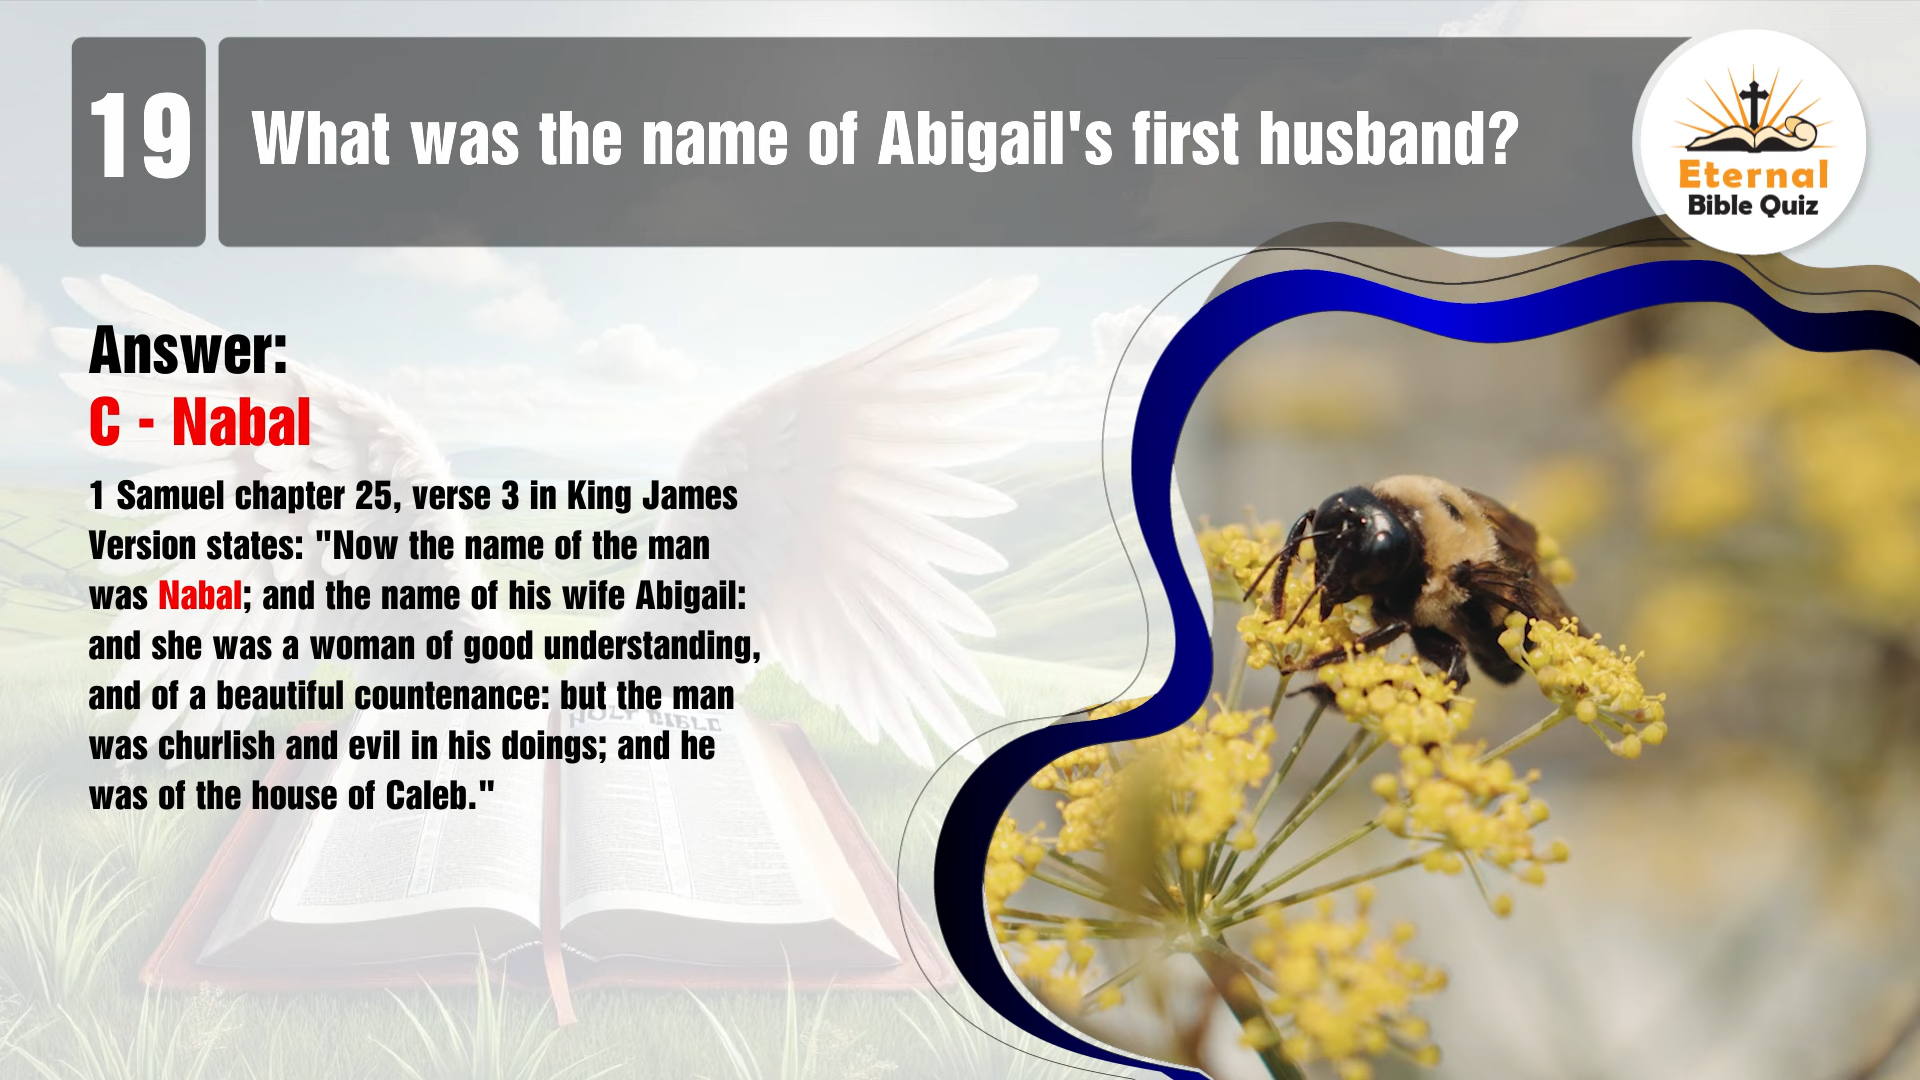 19
What was the name of Abigail's first husband?
Eternal
Bible Quiz
Answer:
C - Nabal
1 Samuel chapter 25, verse 3 in King James
Version states: "Now the name of the man
was Nabal; and the name of his wife Abigail:
and she was a woman of good understanding,
and of a beautiful countenance: but the man
was churlish and evil in his doings; and he
was of the house of Caleb."
HOLY BIBLE